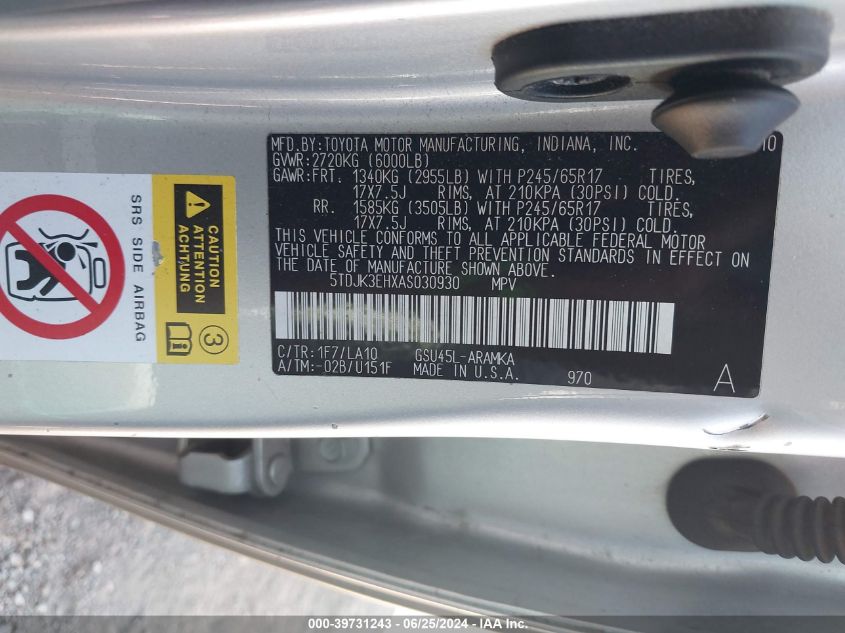 MFD.BY:TOYOTA MOTOR MANUFACTURING, INDIANA, INC. 10
GVWR:2720KG (6000LB)
GAWR:FRT. 1340KG (2955LB) WITH P245/65R17 TIRES,
17X7.5J RIMS, AT 210KPA (30PSI) COLD.
RR. 1585KG (3505LB) WITH P245/65R17 TIRES,
17X7.5J RIMS, AT 210KPA (30PSI) COLD.
THIS VEHICLE CONFORMS TO ALL APPLICABLE FEDERAL MOTOR
VEHICLE SAFETY AND THEFT PREVENTION STANDARDS IN EFFECT ON
THE DATE OF MANUFACTURE SHOWN ABOVE.
5TDJK3EHXAS030930 MPV
C/TR:1F7/LA10 GSU45L-ARAMKA
A/TM:-02B/U151F MADE IN U.S.A. 970 A
SRS SIDE AIRBAG
CAUTION
ATTENTION
3
000-39731243 - 06/25/2024 - IAA Inc.